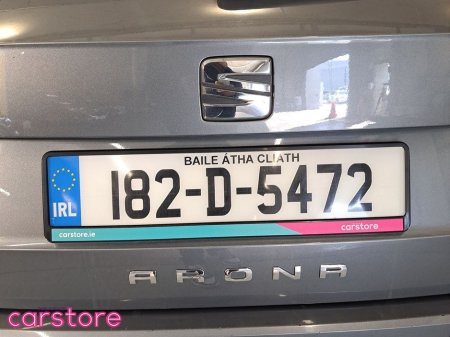 BAILE ÁTHA CLIATH
IRL 182-D-5472
carstore.ie carstore
ARONA
carstore